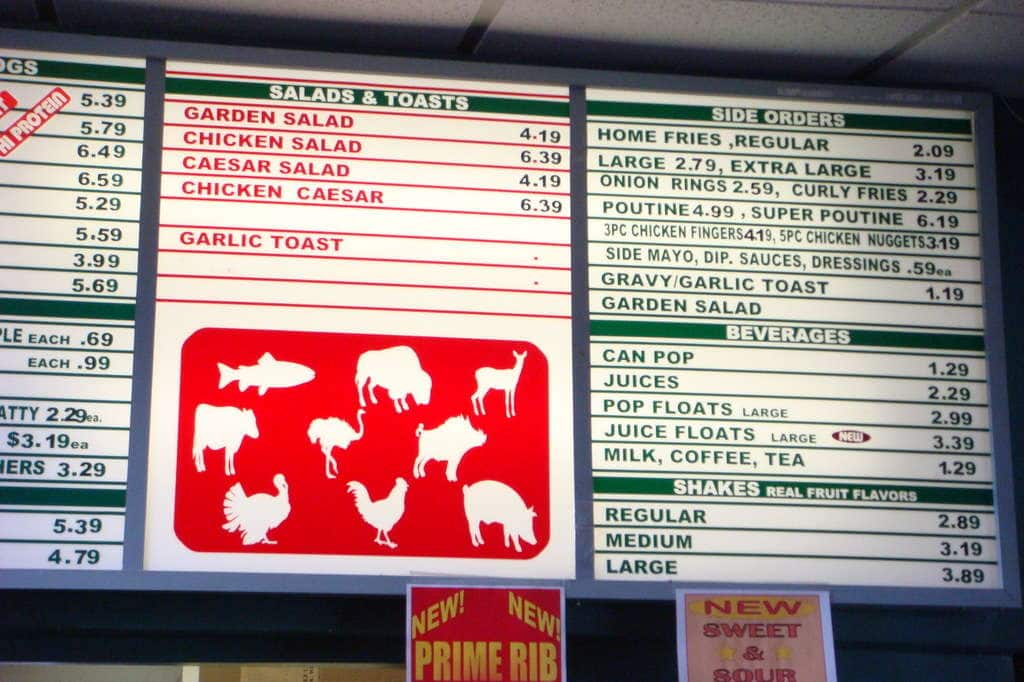 OGS
5.39
HI PROTEIN
5.79
6.49
6.59
5.29
5.59
3.99
5.69
PLE EACH .69
EACH .99
ATTY 2.29ea.
$3.19ea
HERS 3.29
5.39
4.79
SALADS & TOASTS
GARDEN SALAD 4.19
CHICKEN SALAD 6.39
CAESAR SALAD 4.19
CHICKEN CAESAR 6.39
GARLIC TOAST
SIDE ORDERS
HOME FRIES ,REGULAR 2.09
LARGE 2.79, EXTRA LARGE 3.19
ONION RINGS 2.59, CURLY FRIES 2.29
POUTINE 4.99 , SUPER POUTINE 6.19
3PC CHICKEN FINGERS 4.19, 5PC CHICKEN NUGGETS 3.19
SIDE MAYO, DIP. SAUCES, DRESSINGS .59ea
GRAVY/GARLIC TOAST 1.19
GARDEN SALAD
BEVERAGES
CAN POP 1.29
JUICES 2.29
POP FLOATS LARGE 2.99
JUICE FLOATS LARGE NEW 3.39
MILK, COFFEE, TEA 1.29
SHAKES REAL FRUIT FLAVORS
REGULAR 2.89
MEDIUM 3.19
LARGE 3.89
NEW! NEW!
PRIME RIB
NEW
SWEET
&
SOUR